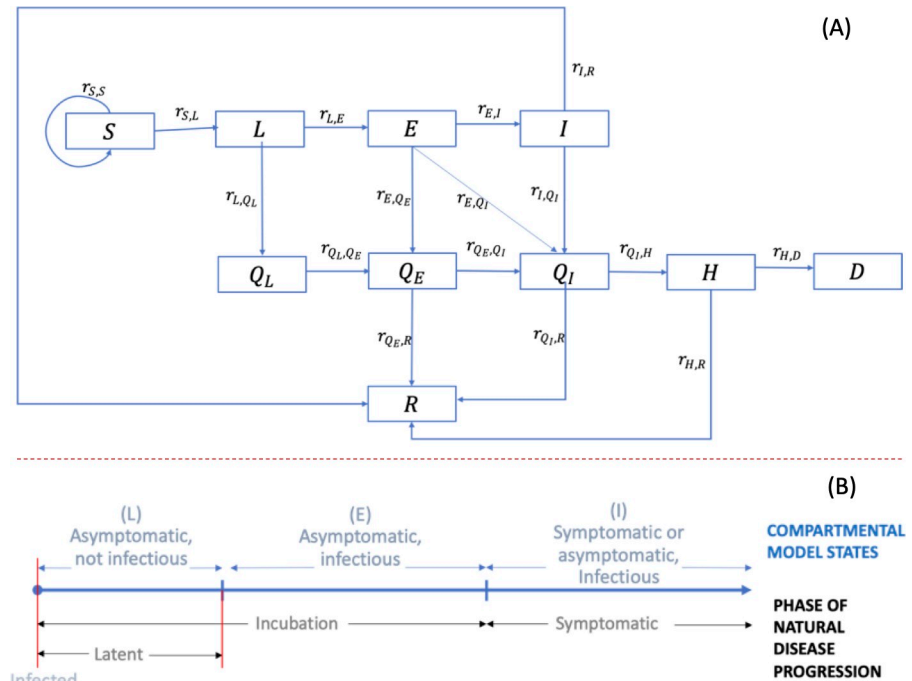 (A)
r_{I,R}
r_{S,S}
r_{S,L}
r_{L,E}
r_{E,I}
S
L
E
I
r_{L,Q_L}
r_{E,Q_E}
r_{E,Q_I}
r_{I,Q_I}
r_{Q_L,Q_E}
r_{Q_E,Q_I}
r_{Q_I,H}
r_{H,D}
Q_L
Q_E
Q_I
H
D
r_{Q_E,R}
r_{Q_I,R}
r_{H,R}
R
(B)
(L)
Asymptomatic,
not infectious
(E)
Asymptomatic,
infectious
(I)
Symptomatic or
asymptomatic,
Infectious
COMPARTMENTAL
MODEL STATES
Incubation
Symptomatic
Latent
PHASE OF
NATURAL
DISEASE
PROGRESSION
Infected